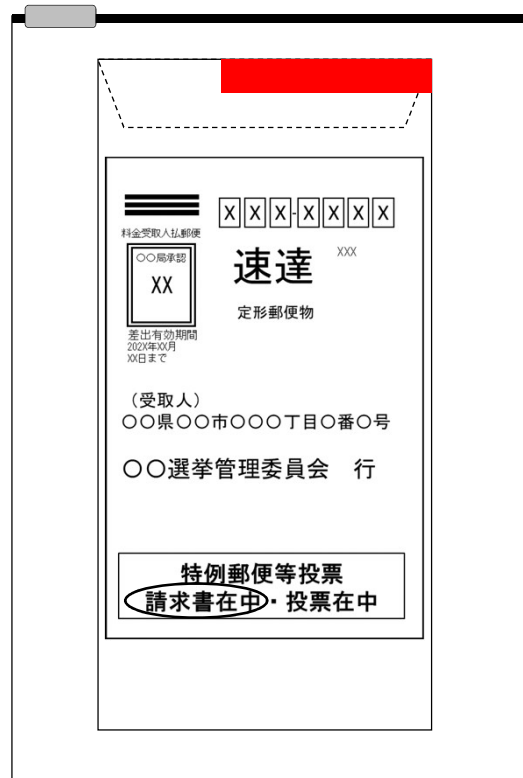 XXX-XXXX
料金受取人払郵便
〇〇局承認
XX
速達
XXX
定形郵便物
差出有効期間
202X年XX月
XX日まで
（受取人）
〇〇県〇〇市〇〇〇丁目〇番〇号
〇〇選挙管理委員会　行
特例郵便等投票
請求書在中・投票在中